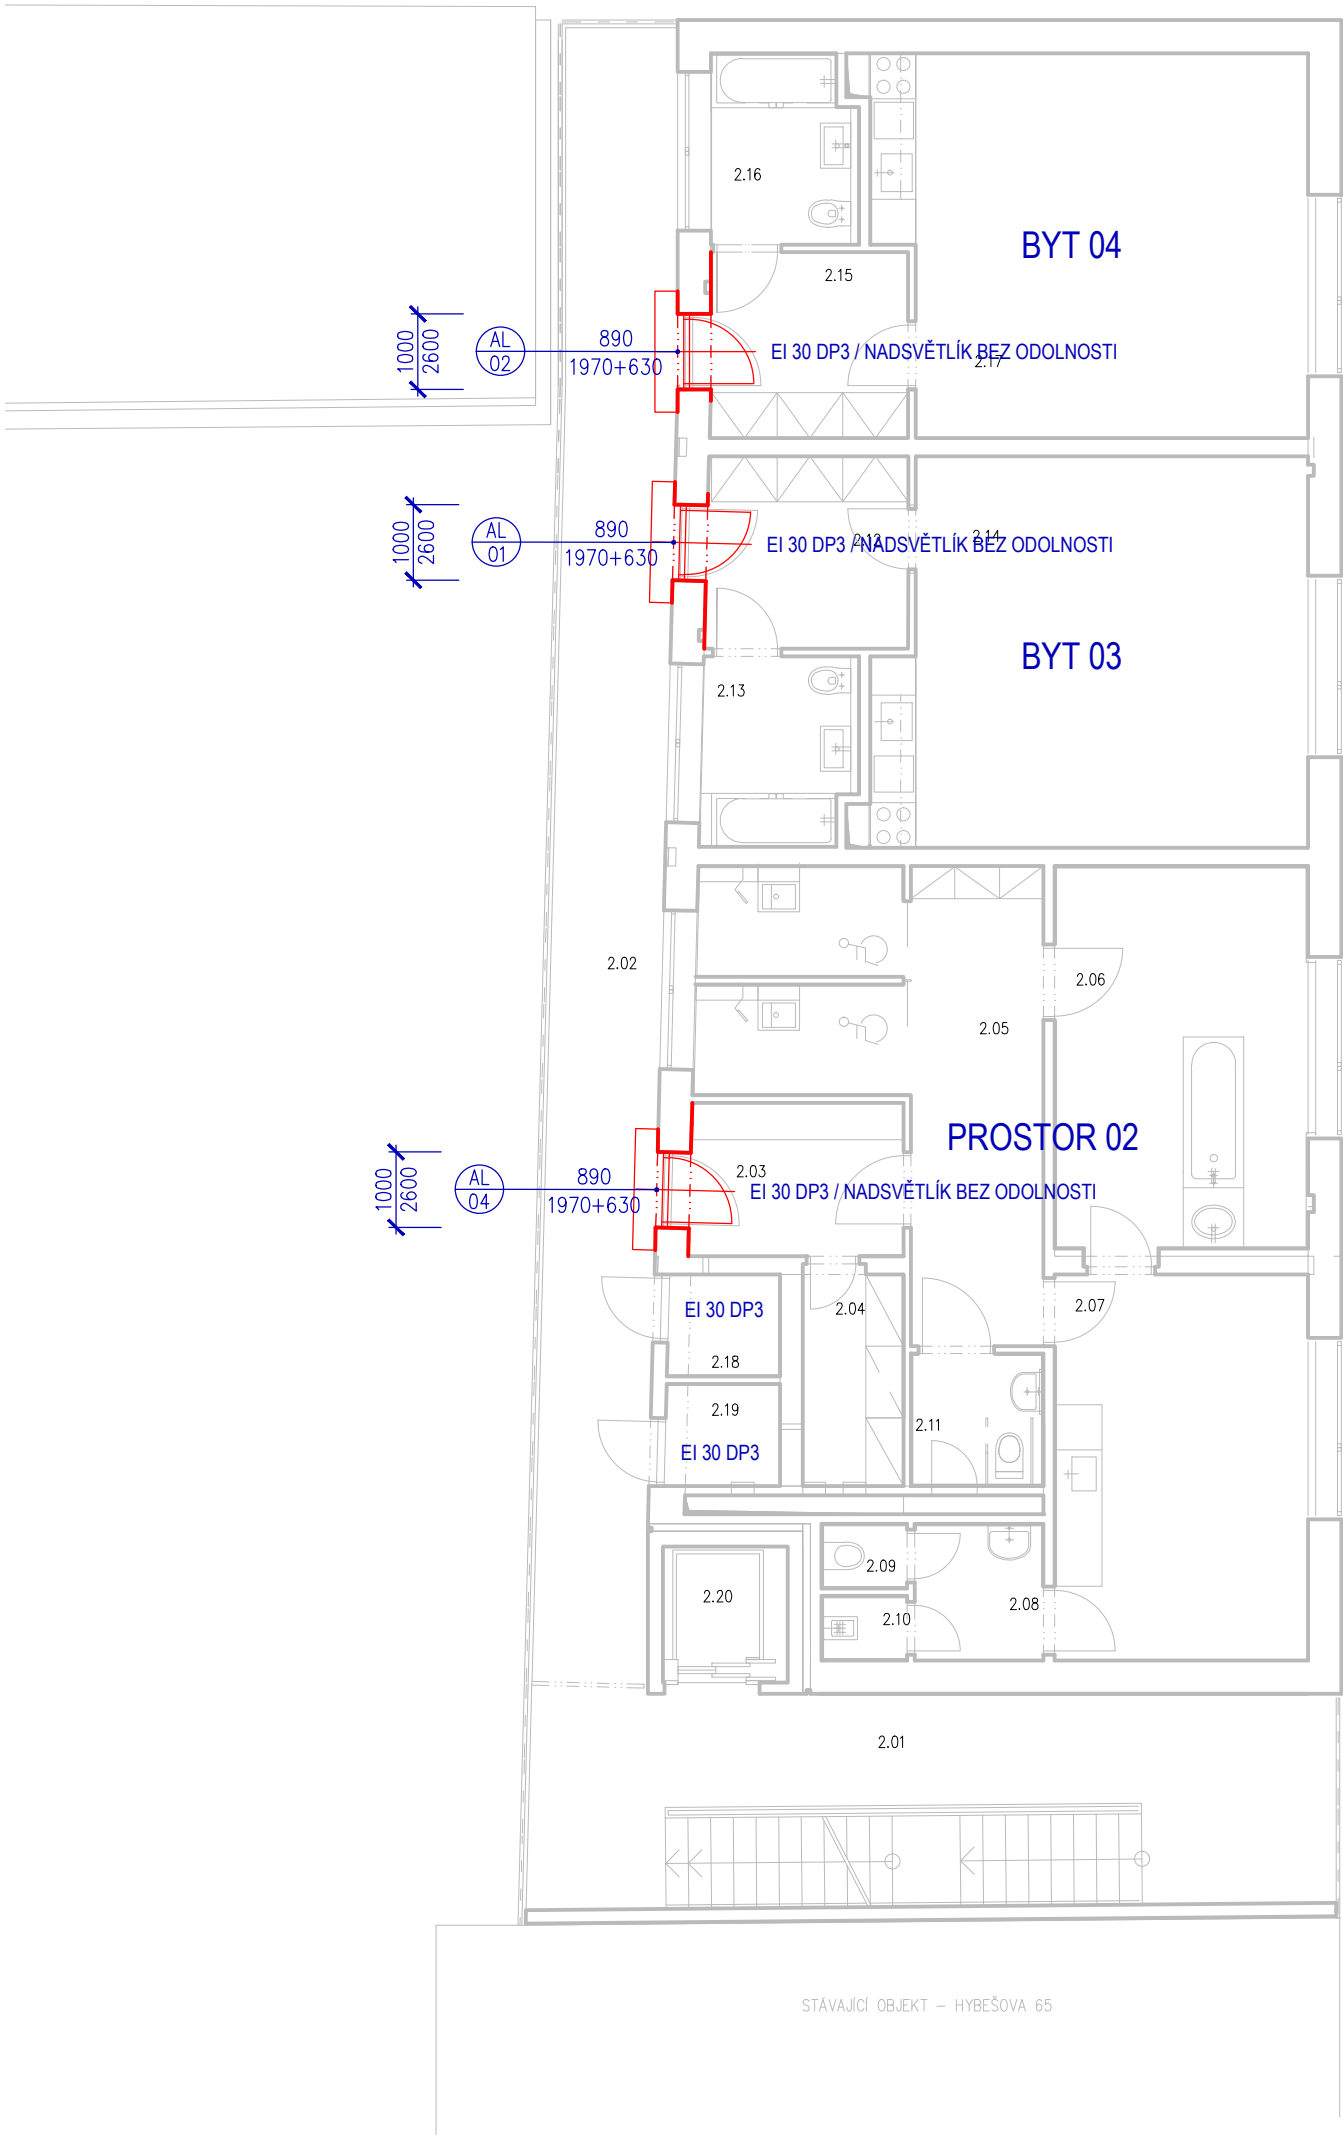 2.16
BYT 04
2.15
1000
2600
AL
02
890
1970+630
EI 30 DP3 / NADSVĚTLÍK BEZ ODOLNOSTI
2.17
1000
2600
AL
01
890
1970+630
EI 30 DP3 / NADSVĚTLÍK BEZ ODOLNOSTI
2.12
2.14
BYT 03
2.13
2.02
2.06
2.05
PROSTOR 02
2.03
1000
2600
AL
04
890
1970+630
EI 30 DP3 / NADSVĚTLÍK BEZ ODOLNOSTI
EI 30 DP3
2.04
2.07
2.18
2.19
2.11
EI 30 DP3
2.09
2.20
2.08
2.10
2.01
STÁVAJÍCÍ OBJEKT – HYBEŠOVA 65